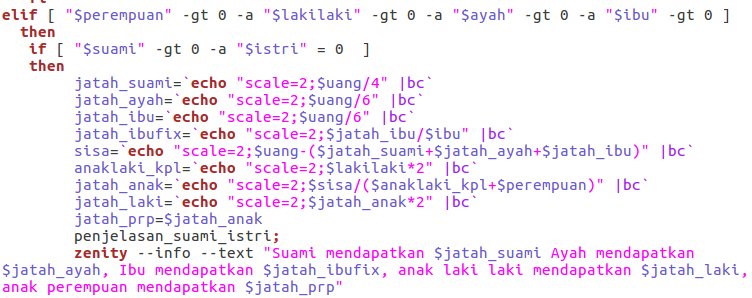 elif [ "$perempuan" -gt 0 -a "$lakilaki" -gt 0 -a "$ayah" -gt 0 -a "$ibu" -gt 0 ]
then
if [ "$suami" -gt 0 -a "$istri" = 0  ]
then
jatah_suami=`echo "scale=2;$uang/4" |bc`
jatah_ayah=`echo "scale=2;$uang/6" |bc`
jatah_ibu=`echo "scale=2;$uang/6" |bc`
jatah_ibufix=`echo "scale=2;$jatah_ibu/$ibu" |bc`
sisa=`echo "scale=2;$uang-($jatah_suami+$jatah_ayah+$jatah_ibu)" |bc`
anaklaki_kpl=`echo "scale=2;$lakilaki*2" |bc`
jatah_anak=`echo "scale=2;$sisa/($anaklaki_kpl+$perempuan)" |bc`
jatah_laki=`echo "scale=2;$jatah_anak*2" |bc`
jatah_prp=$jatah_anak
penjelasan_suami_istri;
zenity --info --text "Suami mendapatkan $jatah_suami Ayah mendapatkan
$jatah_ayah, Ibu mendapatkan $jatah_ibufix, anak laki laki mendapatkan $jatah_laki,
anak perempuan mendapatkan $jatah_prp"